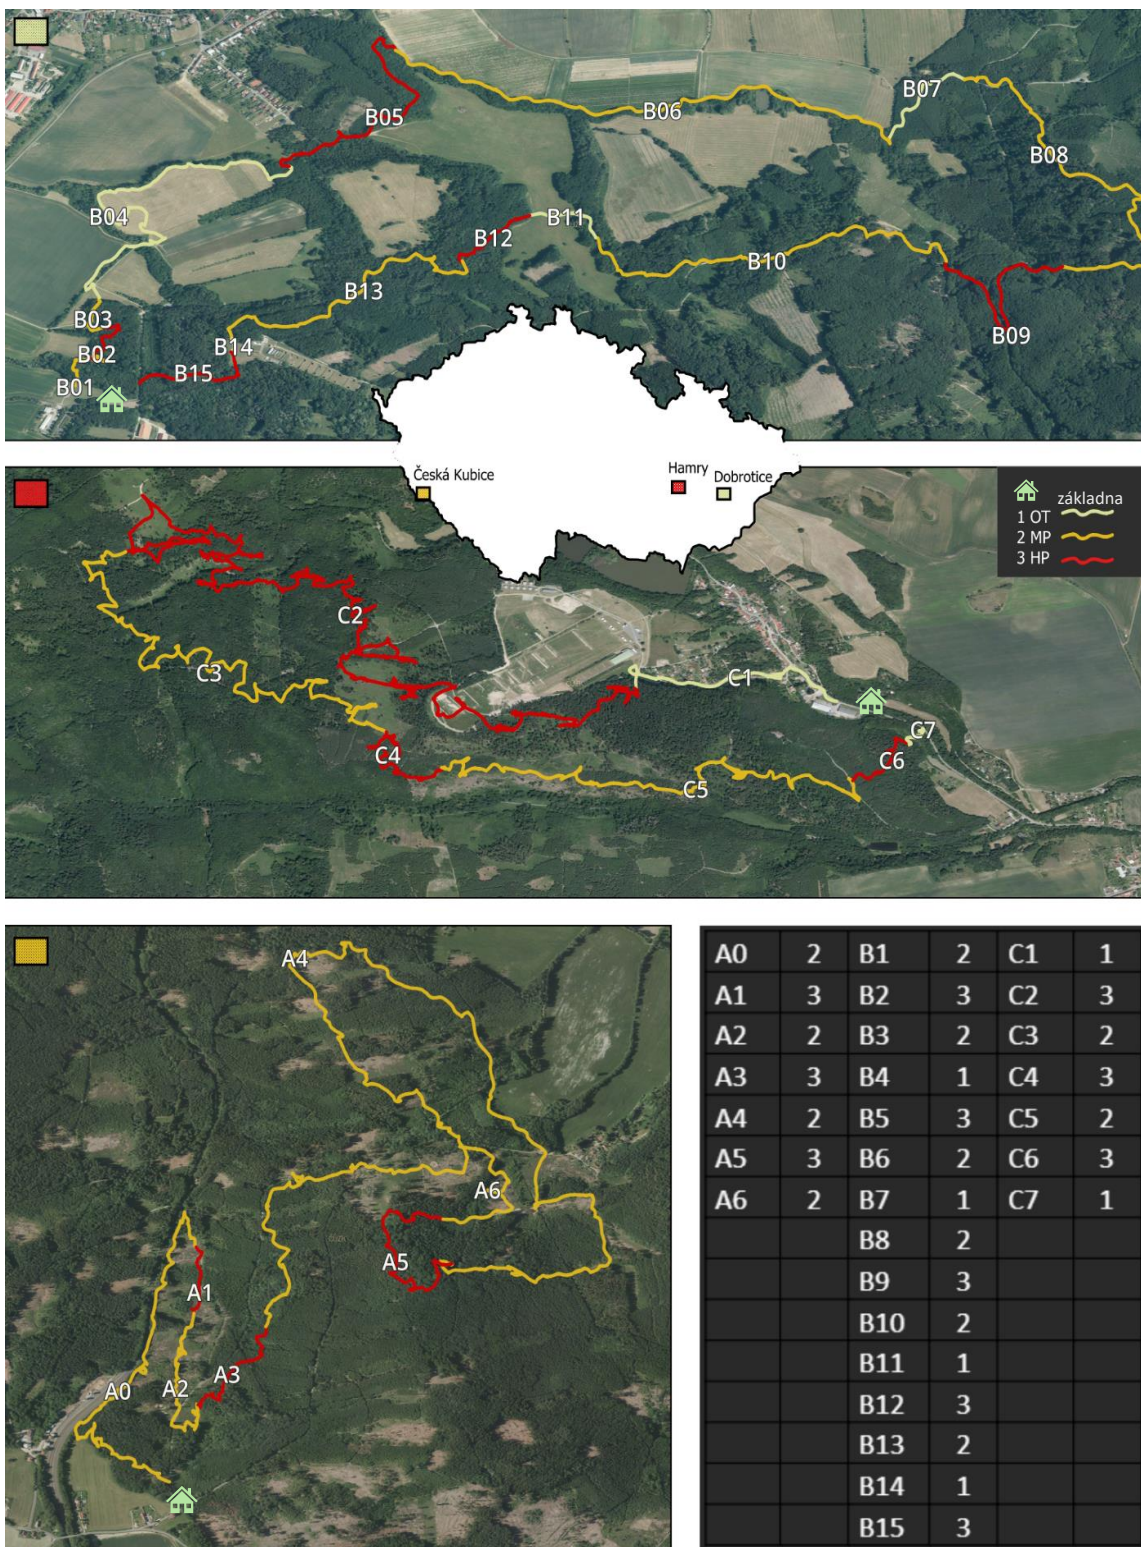 B01
B02
B03
B04
B05
B06
B07
B08
B09
B10
B11
B12
B13
B14
B15
Česká Kubice
Hamry
Dobrotice
základna
1 OT
2 MP
3 HP
C1
C2
C3
C4
C5
C6
C7
A0
A1
A2
A3
A4
A5
A6
A0 2 B1 2 C1 1
A1 3 B2 3 C2 3
A2 2 B3 2 C3 2
A3 3 B4 1 C4 3
A4 2 B5 3 C5 2
A5 3 B6 2 C6 3
A6 2 B7 1 C7 1
B8 2
B9 3
B10 2
B11 1
B12 3
B13 2
B14 1
B15 3